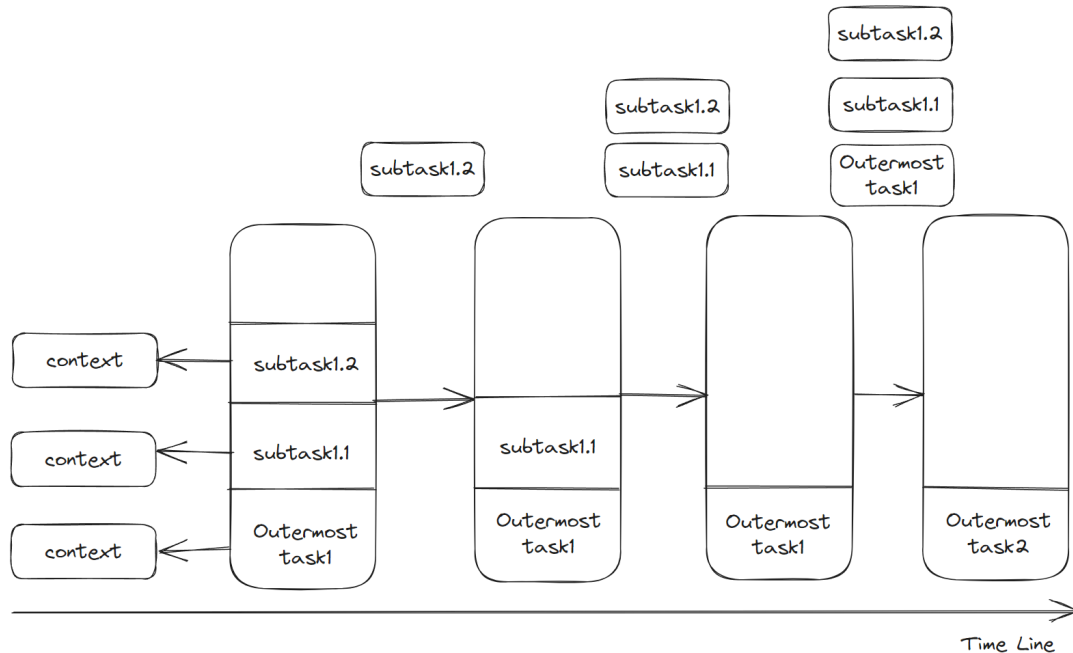 subtask1.2
subtask1.2
subtask1.1
subtask1.2
subtask1.1
Outermost
task1
context
subtask1.2
context
subtask1.1
subtask1.1
context
Outermost
task1
Outermost
task1
Outermost
task1
Outermost
task2
Time Line